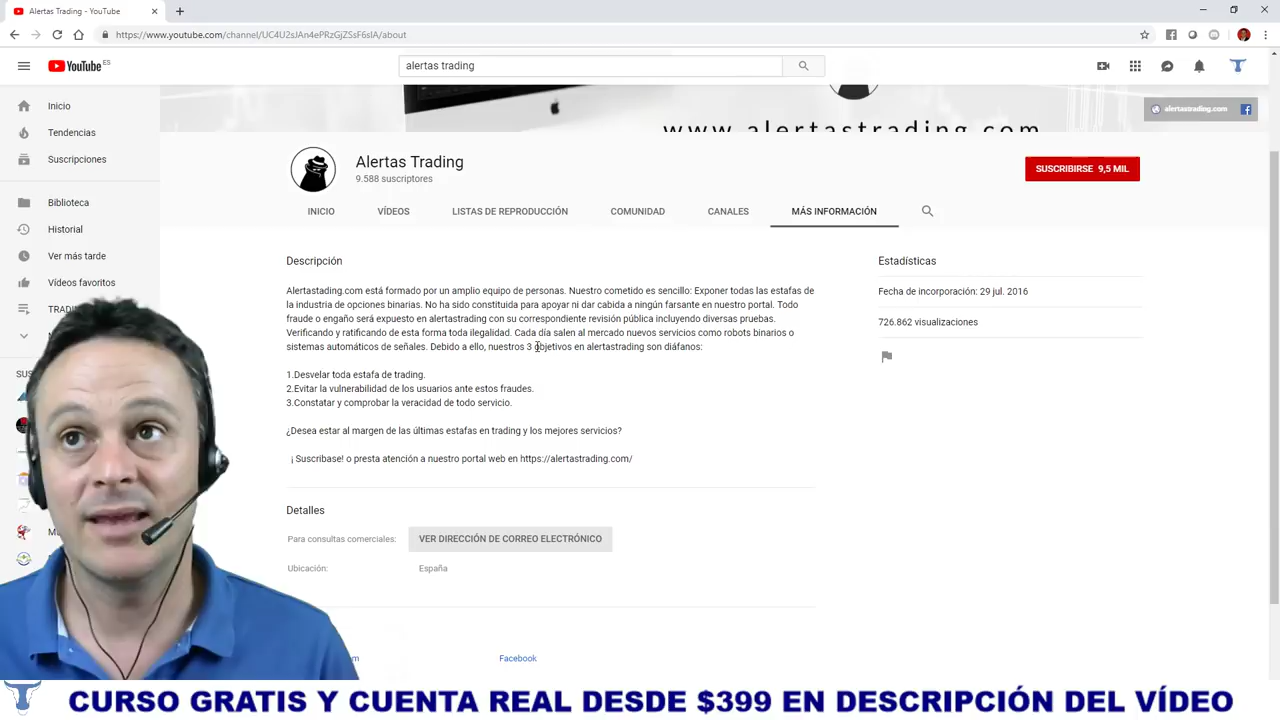 Alertas Trading - YouTube
https://www.youtube.com/channel/UC4U2sJAn4ePRzGjZSsF6sIA/about
YouTube ES
alertas trading
Inicio
Tendencias
Suscripciones
Biblioteca
Historial
Ver más tarde
Vídeos favoritos
www.alertastrading.com
alertastrading.com
Alertas Trading
9.588 suscriptores
SUSCRIBIRSE 9,5 MIL
INICIO VÍDEOS LISTAS DE REPRODUCCIÓN COMUNIDAD CANALES MÁS INFORMACIÓN
Descripción
Alertastading.com está formado por un amplio equipo de personas. Nuestro cometido es sencillo: Exponer todas las estafas de
la industria de opciones binarias. No ha sido constituida para apoyar ni dar cabida a ningún farsante en nuestro portal. Todo
fraude o engaño será expuesto en alertastrading con su correspondiente revisión pública incluyendo diversas pruebas.
Verificando y ratificando de esta forma toda ilegalidad. Cada día salen al mercado nuevos servicios como robots binarios o
sistemas automáticos de señales. Debido a ello, nuestros 3 objetivos en alertastrading son diáfanos:
1.Desvelar toda estafa de trading.
2.Evitar la vulnerabilidad de los usuarios ante estos fraudes.
3.Constatar y comprobar la veracidad de todo servicio.
¿Desea estar al margen de las últimas estafas en trading y los mejores servicios?
¡ Suscribase! o presta atención a nuestro portal web en https://alertastrading.com/
Estadísticas
Fecha de incorporación: 29 jul. 2016
726.862 visualizaciones
Detalles
Para consultas comerciales: VER DIRECCIÓN DE CORREO ELECTRÓNICO
Ubicación: España
Facebook
CURSO GRATIS Y CUENTA REAL DESDE $399 EN DESCRIPCIÓN DEL VÍDEO